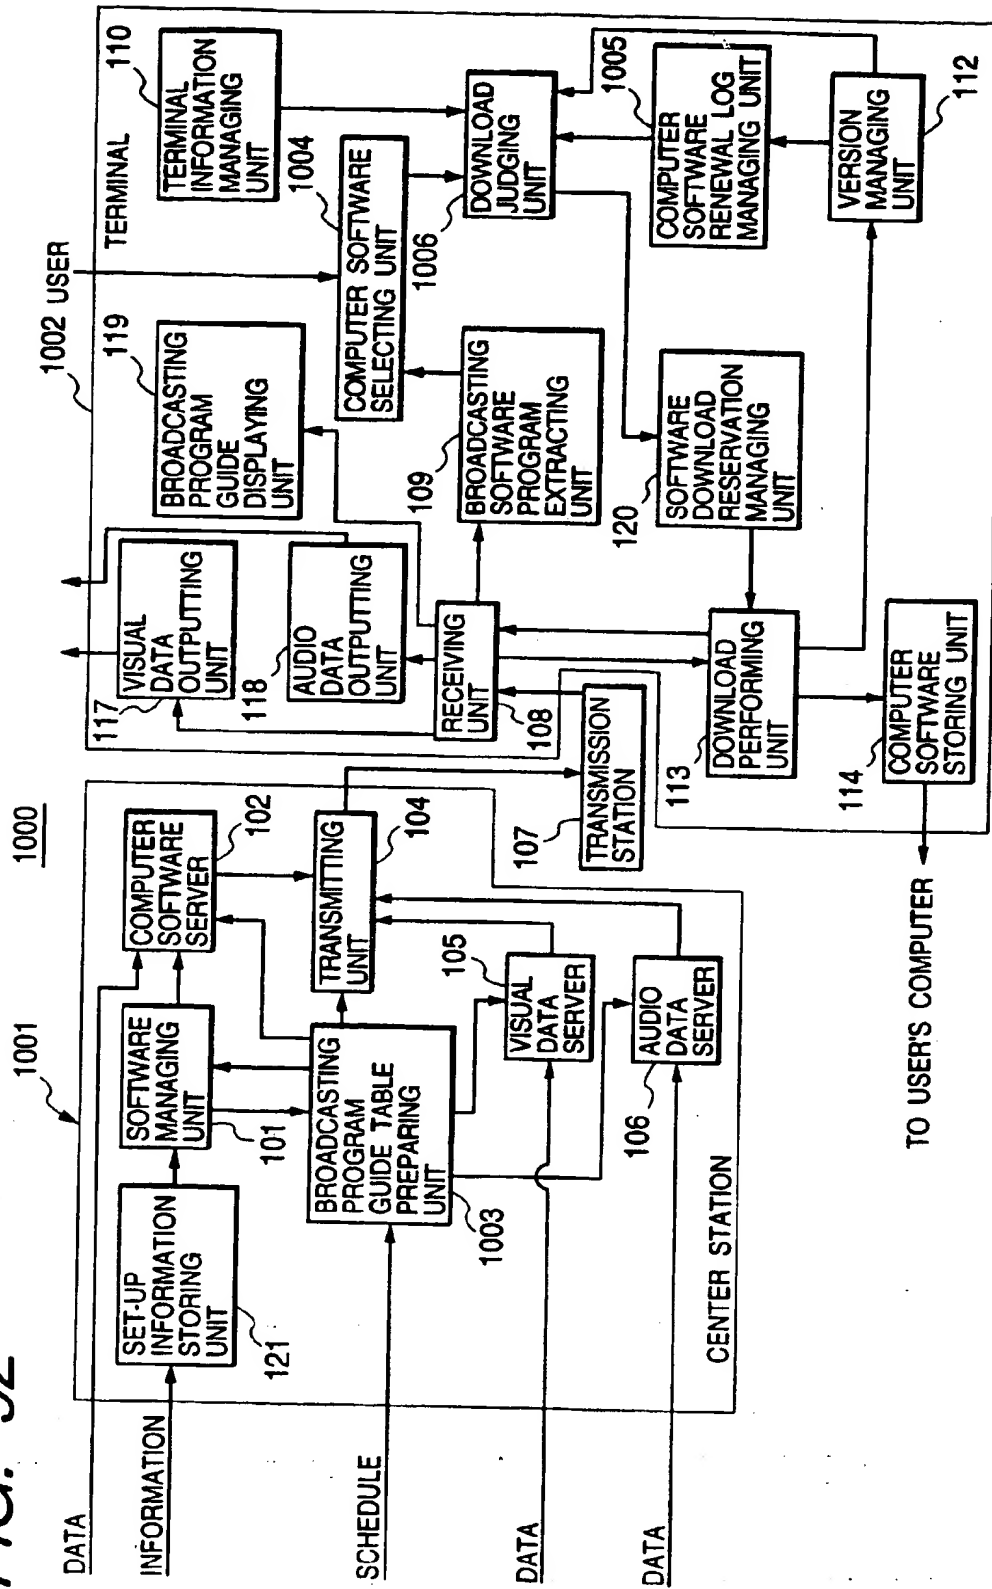 FIG. 32
1000
DATA
INFORMATION
SCHEDULE
DATA
DATA
1001
CENTER STATION
SET-UP
INFORMATION
STORING
UNIT
121
SOFTWARE
MANAGING
UNIT
101
COMPUTER
SOFTWARE
SERVER
102
BROADCASTING
PROGRAM
GUIDE TABLE
PREPARING
UNIT
1003
TRANSMITTING
UNIT
104
VISUAL
DATA
SERVER
105
AUDIO
DATA
SERVER
106
TRANSMISSION
STATION
107
1002
USER
TERMINAL
VISUAL
DATA
OUTPUTTING
UNIT
117
AUDIO
DATA
OUTPUTTING
UNIT
118
RECEIVING
UNIT
108
BROADCASTING
PROGRAM
GUIDE
DISPLAYING
UNIT
119
BROADCASTING
SOFTWARE
PROGRAM
EXTRACTING
UNIT
109
COMPUTER SOFTWARE
SELECTING UNIT
1004
TERMINAL
INFORMATION
MANAGING
UNIT
110
DOWNLOAD
JUDGING
UNIT
1006
COMPUTER
SOFTWARE
RENEWAL LOG
MANAGING UNIT
1005
VERSION
MANAGING
UNIT
112
SOFTWARE
DOWNLOAD
RESERVATION
MANAGING
UNIT
120
DOWNLOAD
PERFORMING
UNIT
113
COMPUTER
SOFTWARE
STORING UNIT
114
TO USER'S COMPUTER